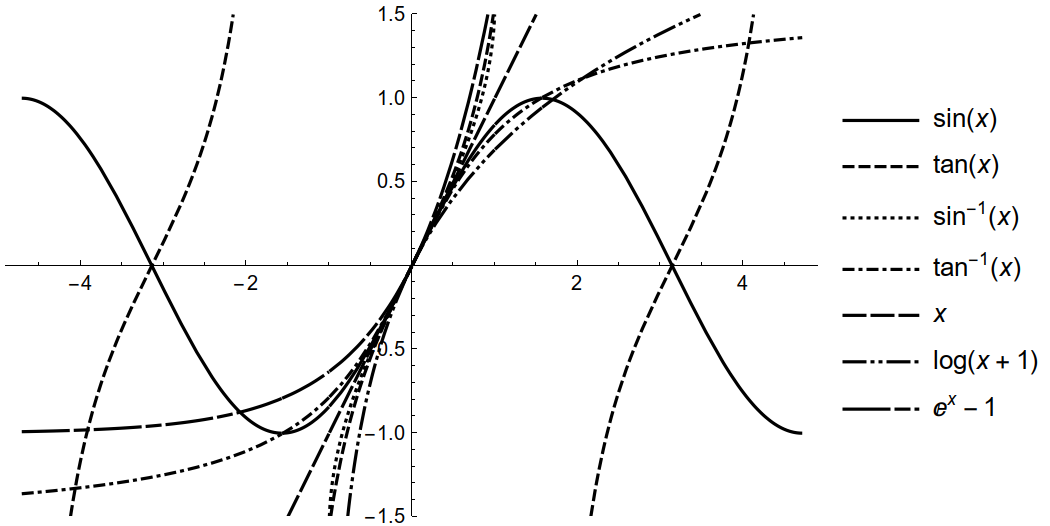 1.5
1.0
0.5
−4
−2
2
4
−0.5
−1.0
−1.5
sin(x)
tan(x)
sin⁻¹(x)
tan⁻¹(x)
x
log(x + 1)
eˣ − 1